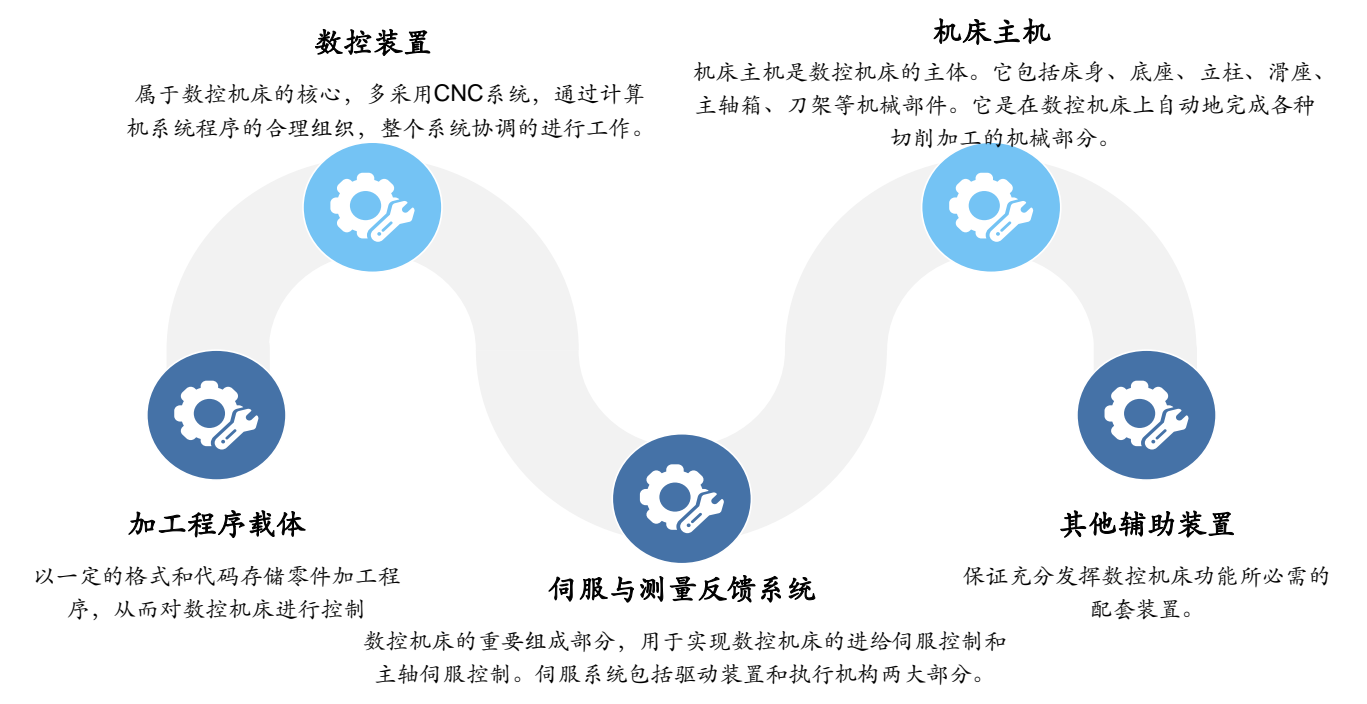 数控装置
属于数控机床的核心，多采用CNC系统，通过计算
机系统程序的合理组织，整个系统协调的进行工作。
机床主机
机床主机是数控机床的主体。它包括床身、底座、立柱、滑座、
主轴箱、刀架等机械部件。它是在数控机床上自动地完成各种
切削加工的机械部分。
加工程序载体
以一定的格式和代码存储零件加工程
序，从而对数控机床进行控制
伺服与测量反馈系统
数控机床的重要组成部分，用于实现数控机床的进给伺服控制和
主轴伺服控制。伺服系统包括驱动装置和执行机构两大部分。
其他辅助装置
保证充分发挥数控机床功能所必需的
配套装置。